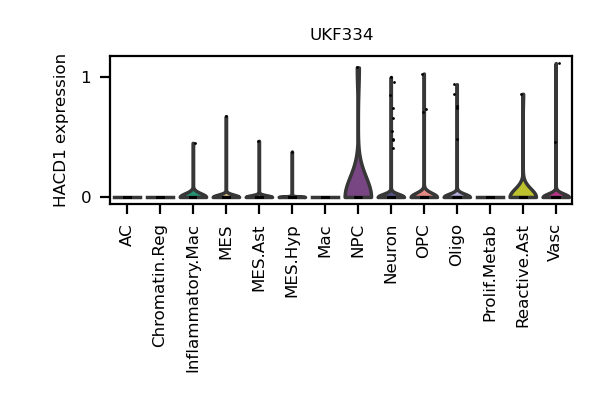 UKF334
HACD1 expression
1
0
AC
Chromatin.Reg
Inflammatory.Mac
MES
MES.Ast
MES.Hyp
Mac
NPC
Neuron
OPC
Oligo
Prolif.Metab
Reactive.Ast
Vasc